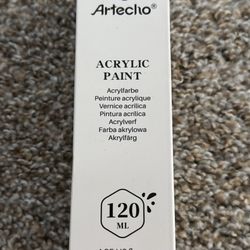 Artecho®
ACRYLIC
PAINT
Acrylfarbe
Peinture acrylique
Vernice acrilica
Pintura acrílica
Acrylverf
Farba akrylowa
Akrylfärg
120
ML